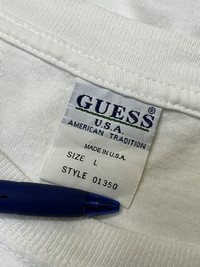 GUESS®
U.S.A.
AMERICAN TRADITION
MADE IN U.S.A.
SIZE L
STYLE 01350